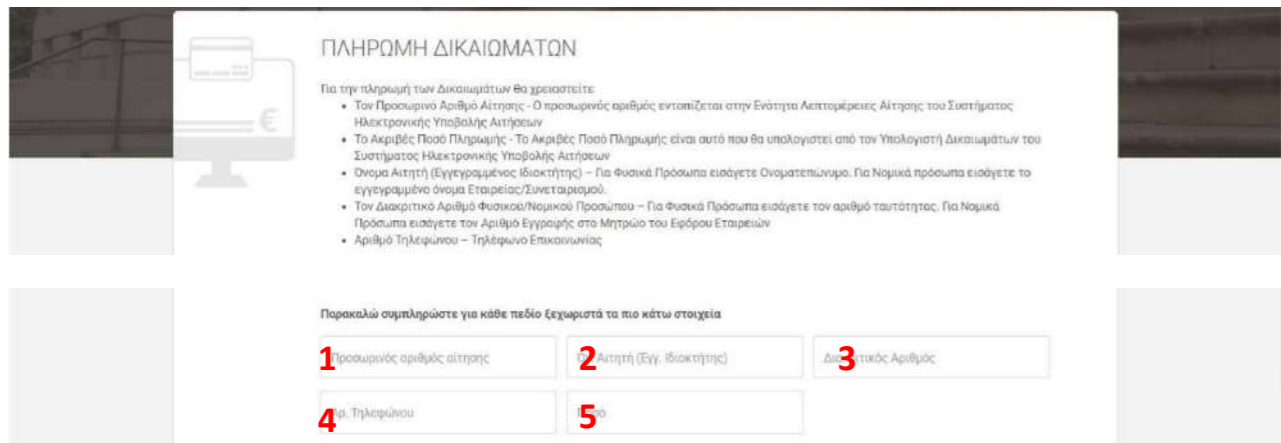 ΠΛΗΡΩΜΗ ΔΙΚΑΙΩΜΑΤΩΝ
Για την πληρωμή των Δικαιωμάτων θα χρειαστείτε
• Τον Προσωρινό Αριθμό Αίτησης - Ο προσωρινός αριθμός εντοπίζεται στην Ενότητα Λεπτομέρειες Αίτησης του Συστήματος
Ηλεκτρονικής Υποβολής Αιτήσεων
• Το Ακριβές Ποσό Πληρωμής - Το Ακριβές Ποσό Πληρωμής είναι αυτό που θα υπολογιστεί από τον Υπολογιστή Δικαιωμάτων του
Συστήματος Ηλεκτρονικής Υποβολής Αιτήσεων
• Όνομα Αιτητή (Εγγεγραμμένος Ιδιοκτήτης) – Για Φυσικά Πρόσωπα εισάγετε Ονοματεπώνυμο. Για Νομικά πρόσωπα εισάγετε το
εγγεγραμμένο όνομα Εταιρείας/Συνεταιρισμού.
• Τον Διακριτικό Αριθμό Φυσικού/Νομικού Προσώπου – Για Φυσικά Πρόσωπα εισάγετε τον αριθμό ταυτότητας. Για Νομικά
Πρόσωπα εισάγετε τον Αριθμό Εγγραφής στο Μητρώο του Εφόρου Εταιρειών
• Αριθμό Τηλεφώνου – Τηλέφωνο Επικοινωνίας
€
Παρακαλώ συμπληρώστε για κάθε πεδίο ξεχωριστά τα πιο κάτω στοιχεία
1 Προσωρινός αριθμός αίτησης
2 Αιτητή (Εγγ. Ιδιοκτήτης)
3 Διακριτικός Αριθμός
4 Αρ. Τηλεφώνου
5 Ποσό